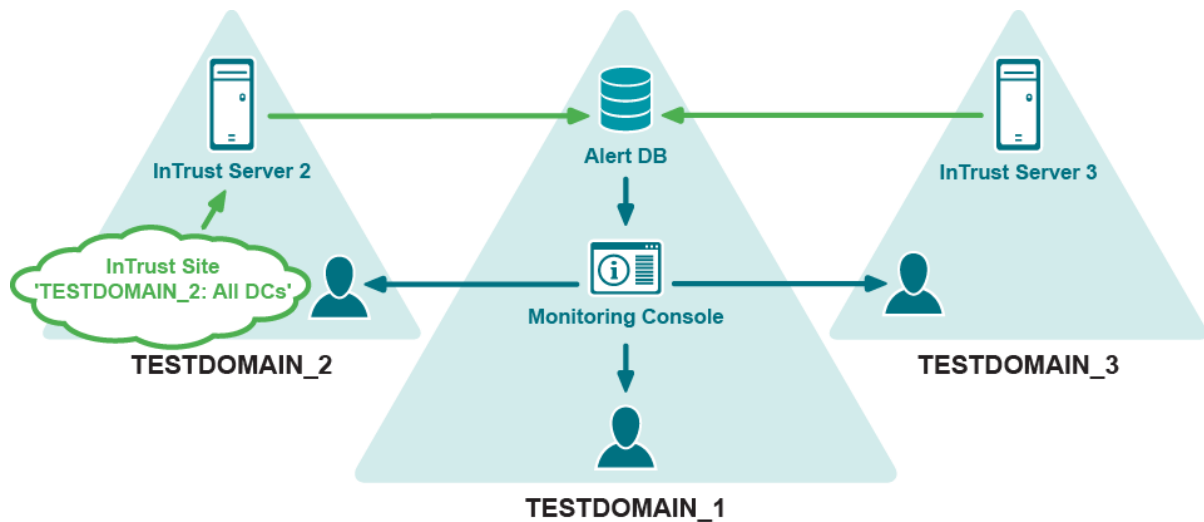 InTrust Server 2
Alert DB
InTrust Server 3
InTrust Site
'TESTDOMAIN_2: All DCs'
Monitoring Console
TESTDOMAIN_2
TESTDOMAIN_3
TESTDOMAIN_1